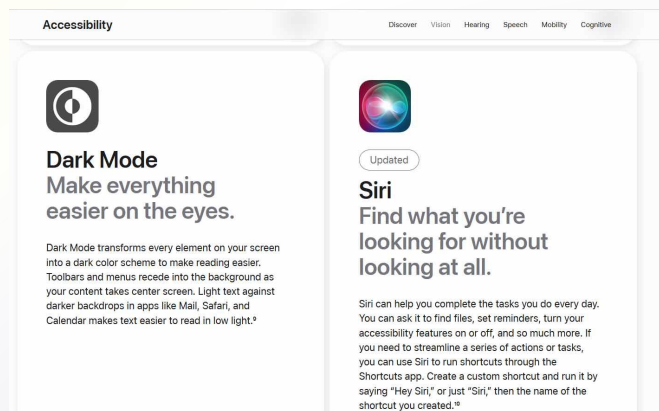 Accessibility
Discover Vision Hearing Speech Mobility Cognitive
Dark Mode
Make everything
easier on the eyes.
Dark Mode transforms every element on your screen
into a dark color scheme to make reading easier.
Toolbars and menus recede into the background as
your content takes center screen. Light text against
darker backdrops in apps like Mail, Safari, and
Calendar makes text easier to read in low light.⁹
Updated
Siri
Find what you’re
looking for without
looking at all.
Siri can help you complete the tasks you do every day.
You can ask it to find files, set reminders, turn your
accessibility features on or off, and so much more. If
you need to streamline a series of actions or tasks,
you can use Siri to run shortcuts through the
Shortcuts app. Create a custom shortcut and run it by
saying “Hey Siri,” or just “Siri,” then the name of the
shortcut you created.¹⁰